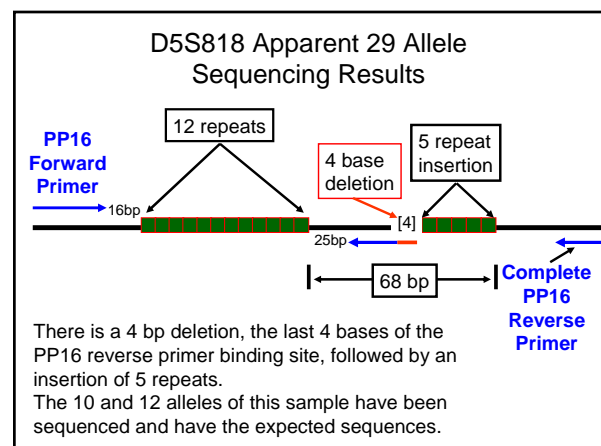 D5S818 Apparent 29 Allele
Sequencing Results
PP16
Forward
Primer
12 repeats
4 base
deletion
5 repeat
insertion
16bp
[4]
25bp
68 bp
Complete
PP16
Reverse
Primer
There is a 4 bp deletion, the last 4 bases of the
PP16 reverse primer binding site, followed by an
insertion of 5 repeats.
The 10 and 12 alleles of this sample have been
sequenced and have the expected sequences.